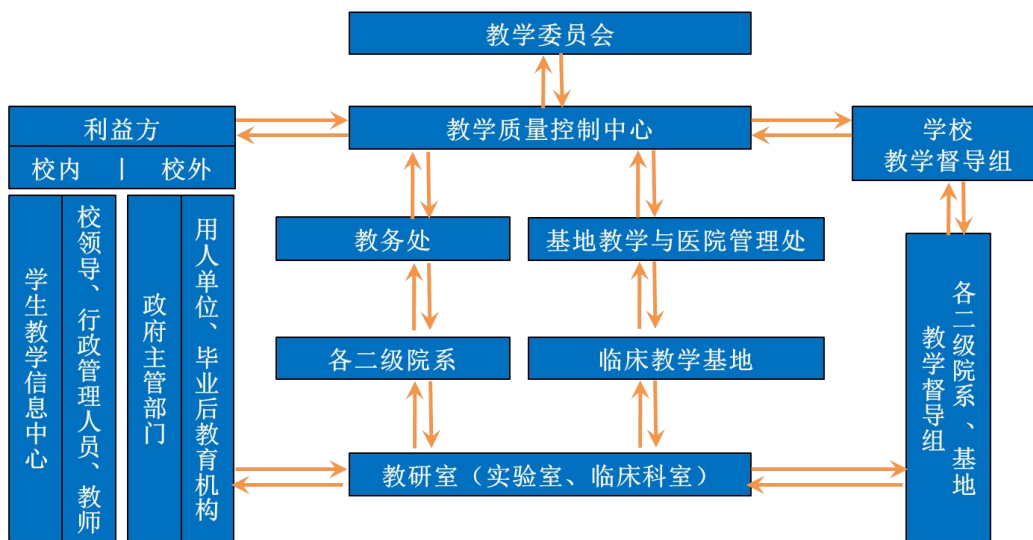 教学委员会
利益方
教学质量控制中心
学校
教学督导组
校内 | 校外
学生教学信息中心
校领导、行政管理人员、教师
政府主管部门
用人单位、毕业后教育机构
教务处
基地教学与医院管理处
各二级院系
临床教学基地
教研室（实验室、临床科室）
各二级院系、基地
教学督导组